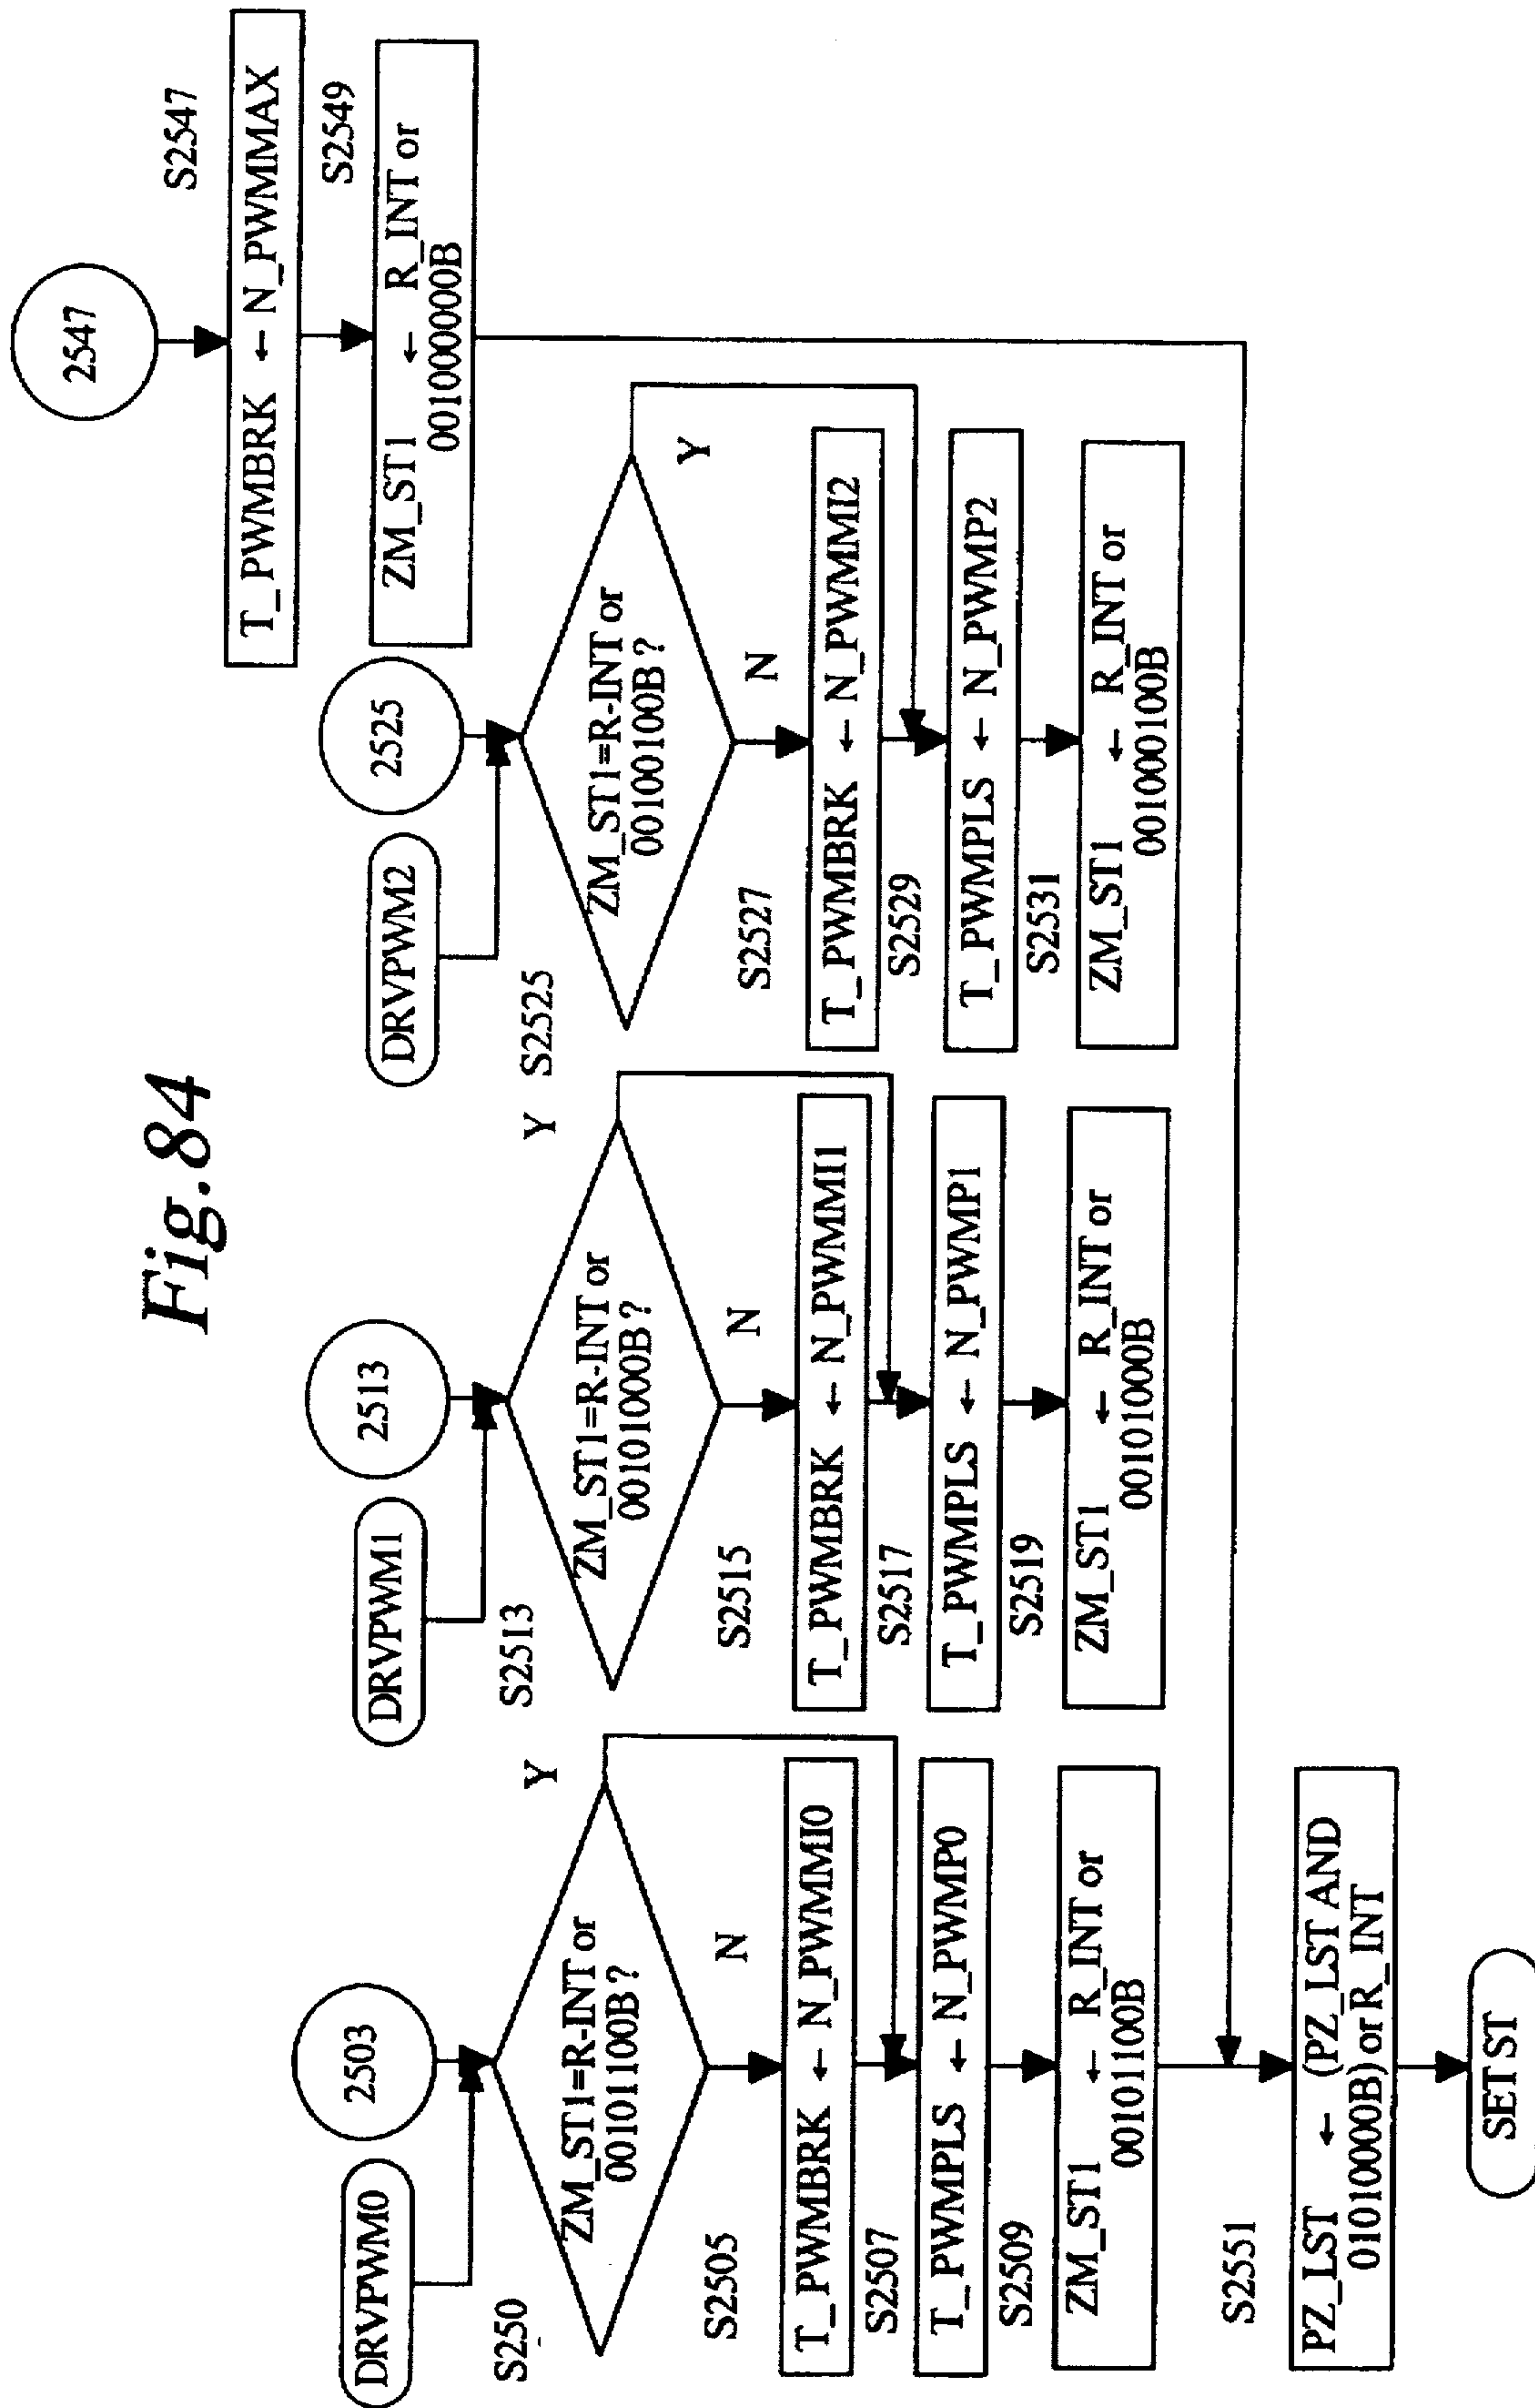 Fig.84
DRVPWM0
2503
S250
ZM_ST1=R-INT or
00101100B ?
Y
N
S2505
T_PWMBRK ← N_PWMMI0
S2507
T_PWMPLS ← N_PWMP0
S2509
ZM_ST1 ← R_INT or
00101100B
S2551
PZ_LST ← (PZ_LST AND
01010000B) or R_INT
SET ST
DRVPWM1
2513
S2513
ZM_ST1=R-INT or
00101000B ?
Y
N
S2515
T_PWMBRK ← N_PWMMI1
S2517
T_PWMPLS ← N_PWMP1
S2519
ZM_ST1 ← R_INT or
00101000B
DRVPWM2
2525
S2525
ZM_ST1=R-INT or
00100100B ?
Y
N
S2527
T_PWMBRK ← N_PWMMI2
S2529
T_PWMPLS ← N_PWMP2
S2531
ZM_ST1 ← R_INT or
001000100B
2547
S2547
T_PWMBRK ← N_PWMMAX
S2549
ZM_ST1 ← R_INT or
001000000B